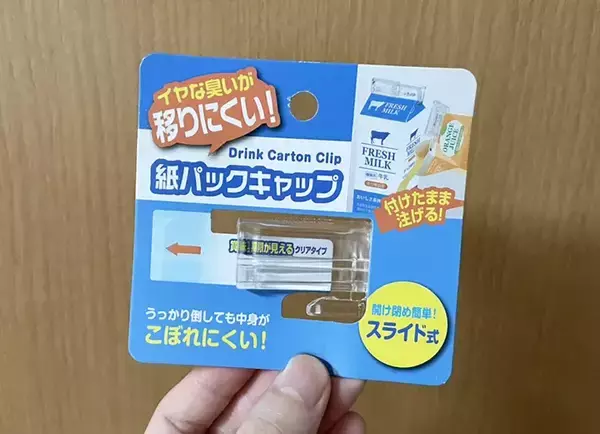 イヤな臭いが
移りにくい!
Drink Carton Clip
紙パックキャップ
FRESH
MILK
FRESH
MILK
牛乳
ORANGE
JUICE
付けたまま
注げる!
賞味期限が見えるクリアタイプ
うっかり倒しても中身が
こぼれにくい!
開け閉め簡単!
スライド式